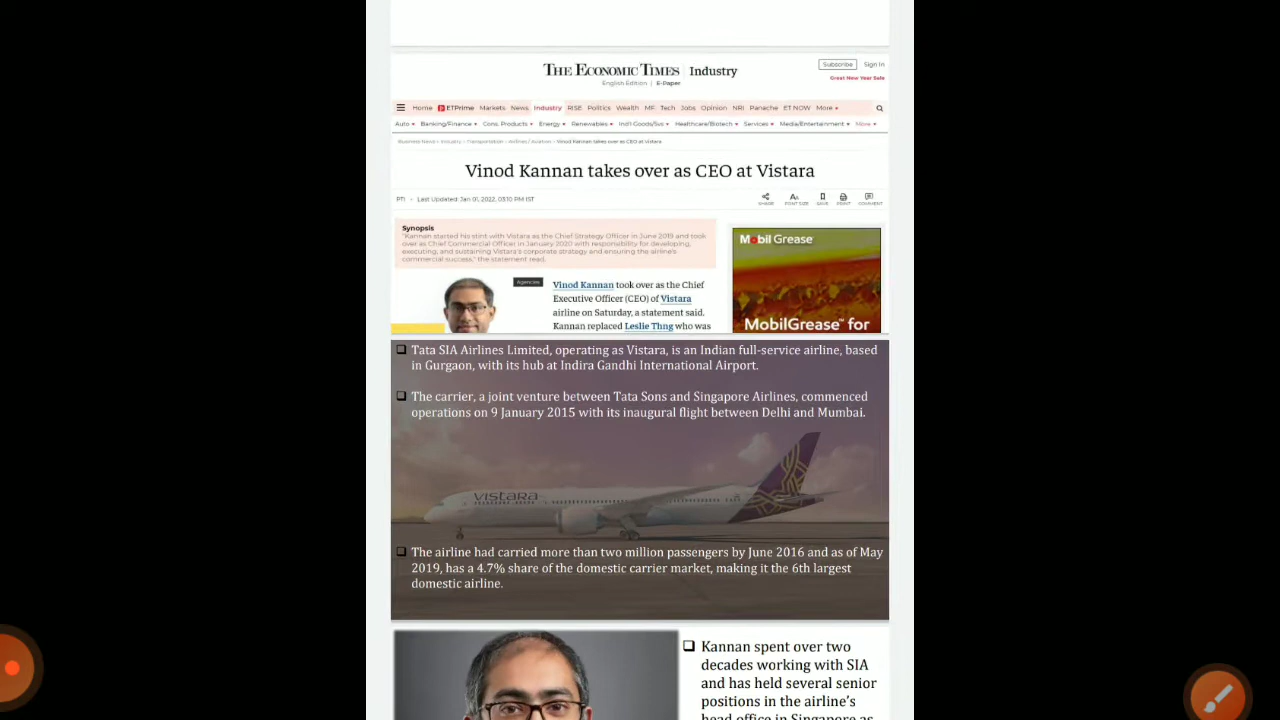 THE ECONOMIC TIMES | Industry
Subscribe Sign In
English Edition | E-Paper
Great New Year Sale
Home ETPrime Markets News Industry RISE Politics Wealth MF Tech Jobs Opinion NRI Panache ET NOW More
Auto Banking/Finance Cons. Products Energy Renewables Ind'l Goods/Svs Healthcare/Biotech Services Media/Entertainment More
Business News › Industry › Transportation › Airlines / Aviation › Vinod Kannan takes over as CEO at Vistara
Vinod Kannan takes over as CEO at Vistara
PTI • Last Updated: Jan 01, 2022, 03:10 PM IST
SHARE FONT SIZE SAVE PRINT COMMENT
Synopsis
"Kannan started his stint with Vistara as the Chief Strategy Officer in June 2019 and took
over as Chief Commercial Officer in January 2020 with responsibility for developing,
executing, and sustaining Vistara's corporate strategy and ensuring the airline's
commercial success," the statement read.
Agencies
Vinod Kannan took over as the Chief
Executive Officer (CEO) of Vistara
airline on Saturday, a statement said.
Kannan replaced Leslie Thng who was
Mobil Grease™
MobilGrease™ for
Tata SIA Airlines Limited, operating as Vistara, is an Indian full-service airline, based
in Gurgaon, with its hub at Indira Gandhi International Airport.
The carrier, a joint venture between Tata Sons and Singapore Airlines, commenced
operations on 9 January 2015 with its inaugural flight between Delhi and Mumbai.
vistara
The airline had carried more than two million passengers by June 2016 and as of May
2019, has a 4.7% share of the domestic carrier market, making it the 6th largest
domestic airline.
Kannan spent over two
decades working with SIA
and has held several senior
positions in the airline's
head office in Singapore as